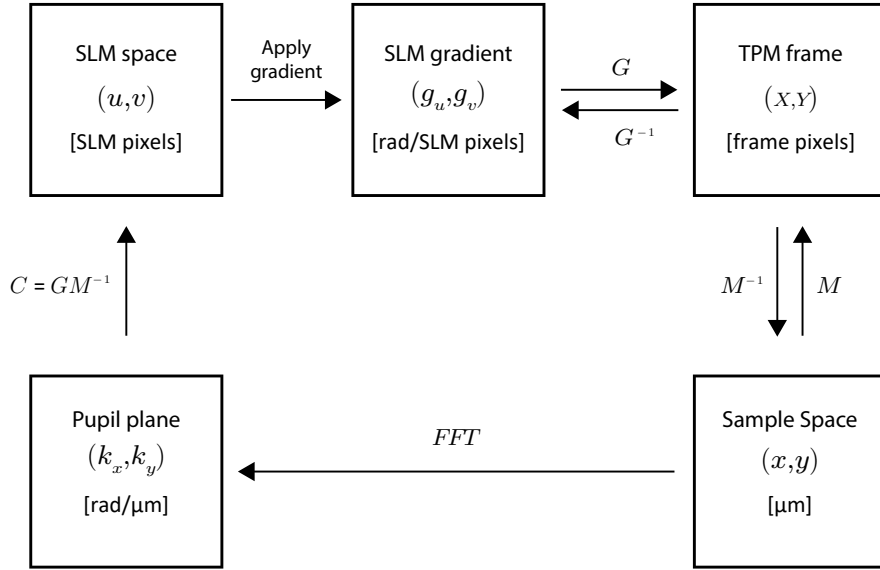 SLM space
(u,v)
[SLM pixels]
Apply
gradient
SLM gradient
(g_u,g_v)
[rad/SLM pixels]
G
G⁻¹
TPM frame
(X,Y)
[frame pixels]
C = GM⁻¹
M⁻¹
M
Pupil plane
(k_x,k_y)
[rad/µm]
FFT
Sample Space
(x,y)
[µm]